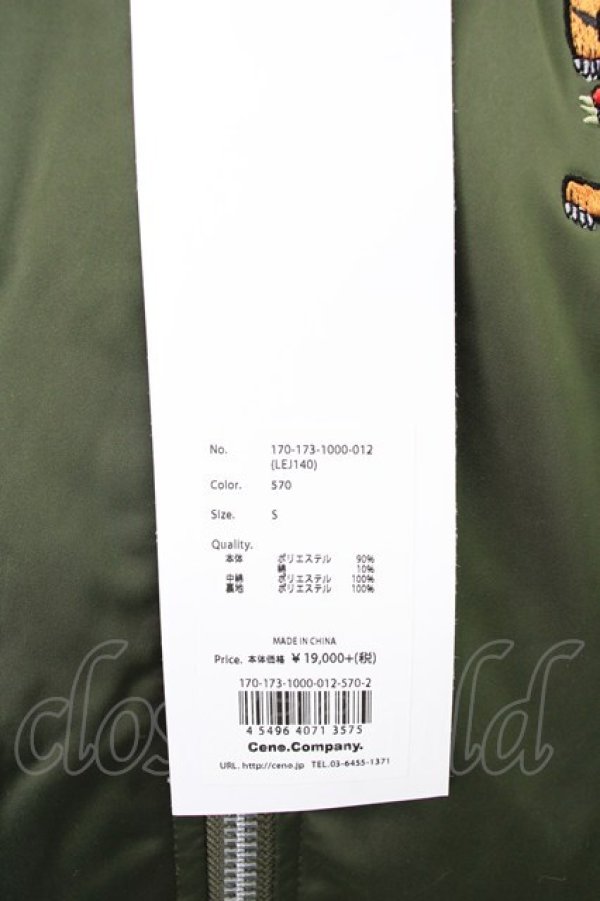 No. 170-173-1000-012
(LEJ140)
Color. 570
Size. S
Quality.
本体 ポリエステル 90%
綿 10%
中綿 ポリエステル 100%
裏地 ポリエステル 100%
MADE IN CHINA
Price. 本体価格 ¥ 19,000+(税)
170-173-1000-012-570-2
4 54496 4071 3575
Ceno.Company.
URL. http://ceno.jp TEL.03-6455-1371